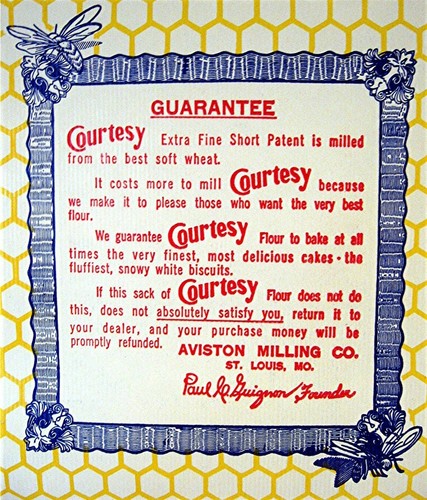 GUARANTEE
Courtesy Extra Fine Short Patent is milled
from the best soft wheat.
It costs more to mill Courtesy because
we make it to please those who want the very best
flour.
We guarantee Courtesy Flour to bake at all
times the very finest, most delicious cakes - the
fluffiest, snowy white biscuits.
If this sack of Courtesy Flour does not do
this, does not absolutely satisfy you, return it to
your dealer, and your purchase money will be
promptly refunded.
AVISTON MILLING CO.
ST. LOUIS, MO.
Paul D. Guignon, Founder